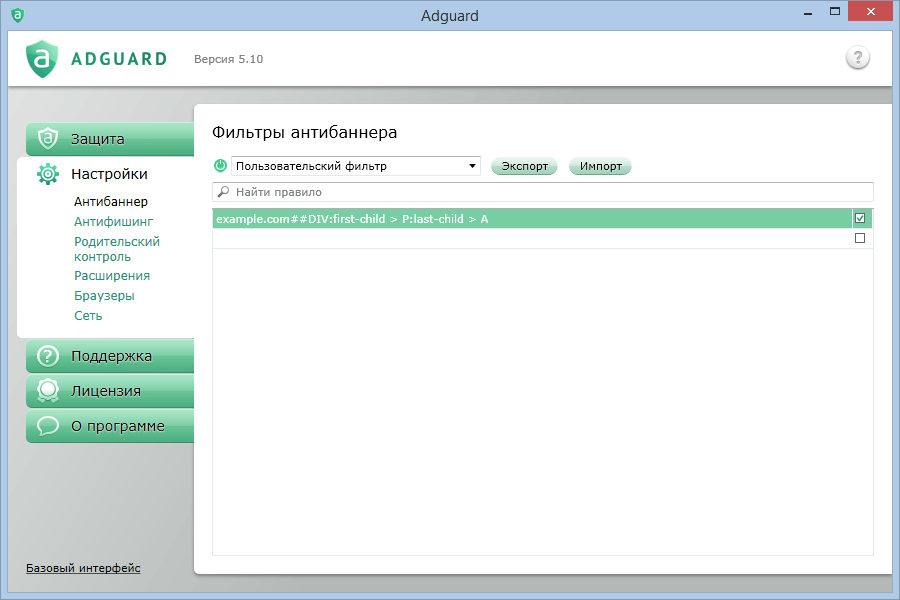 Adguard
ADGUARD
Версия 5.10
?
Защита
Настройки
Антибаннер
Антифишинг
Родительский
контроль
Расширения
Браузеры
Сеть
Поддержка
Лицензия
О программе
Базовый интерфейс
Фильтры антибаннера
Пользовательский фильтр
Экспорт
Импорт
Найти правило
example.com##DIV:first-child > P:last-child > A